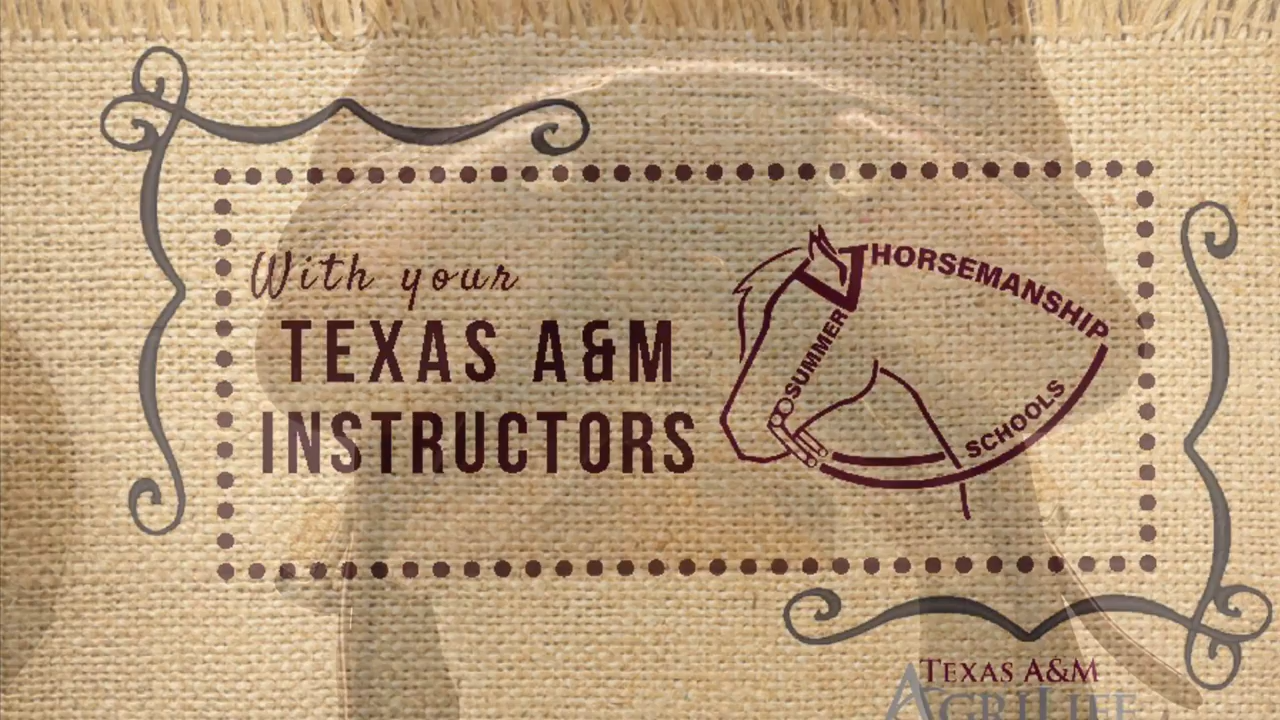 With your
TEXAS A&M
INSTRUCTORS
HORSEMANSHIP
SUMMER
SCHOOLS
TEXAS A&M
AGRILIFE